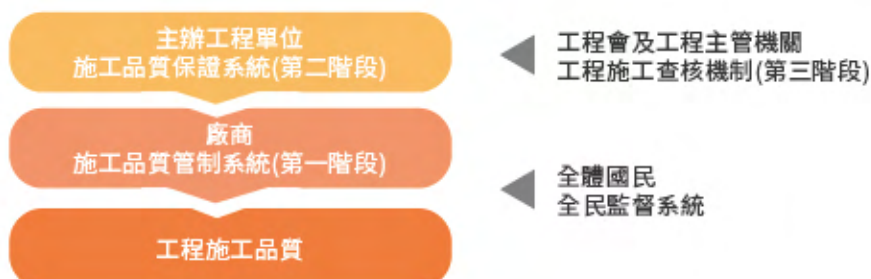 主辦工程單位
施工品質保證系統(第二階段)
工程會及工程主管機關
工程施工查核機制(第三階段)
廠商
施工品質管制系統(第一階段)
全體國民
全民監督系統
工程施工品質